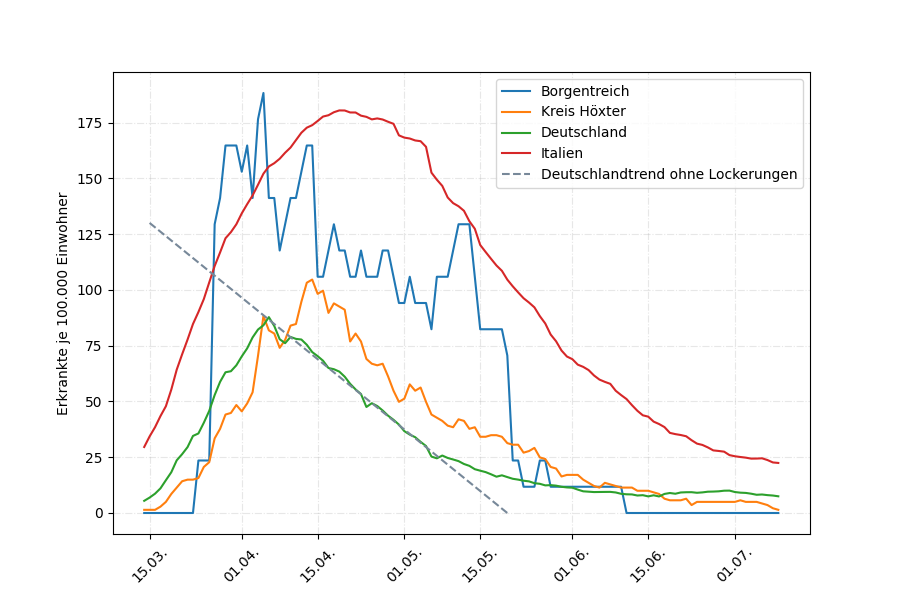 Borgentreich
Kreis Höxter
Deutschland
Italien
Deutschlandtrend ohne Lockerungen
Erkrankte je 100.000 Einwohner
175
150
125
100
75
50
25
0
15.03.
01.04.
15.04.
01.05.
15.05.
01.06.
15.06.
01.07.